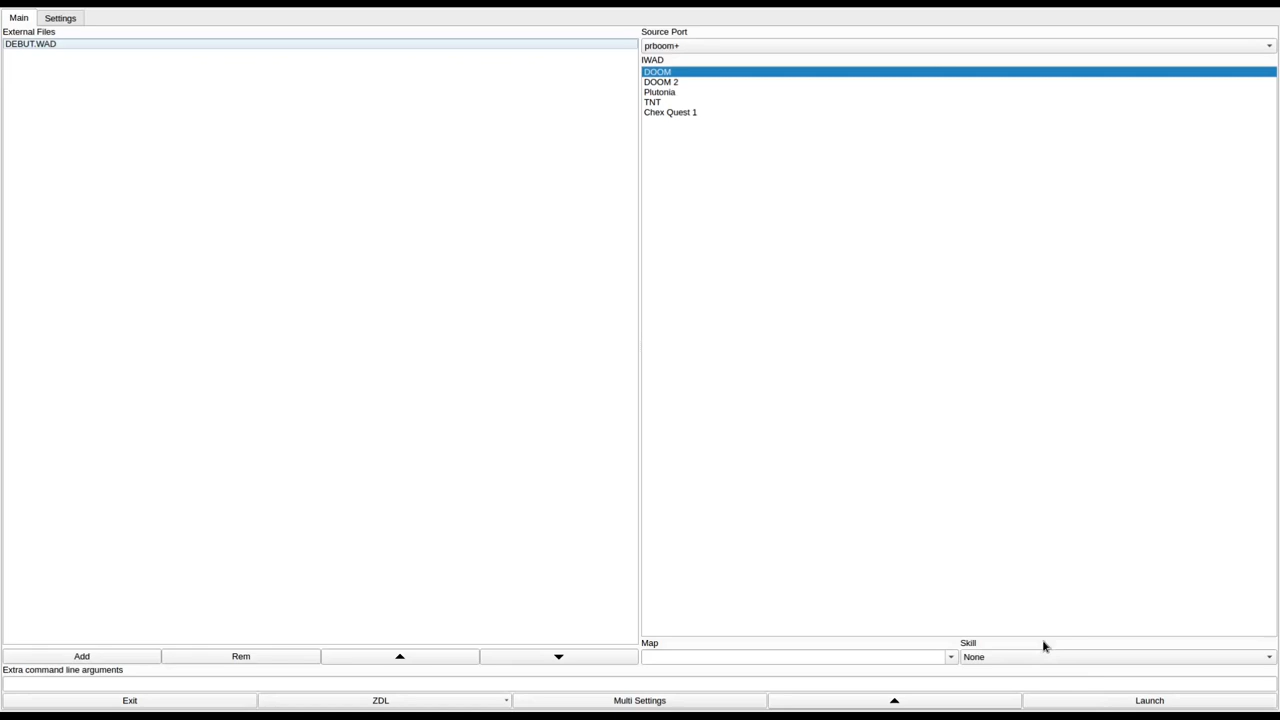 Main
Settings
External Files
DEBUT.WAD
Source Port
prboom+
IWAD
DOOM
DOOM 2
Plutonia
TNT
Chex Quest 1
Map
Skill
None
Add
Rem
Extra command line arguments
Exit
ZDL
Multi Settings
Launch